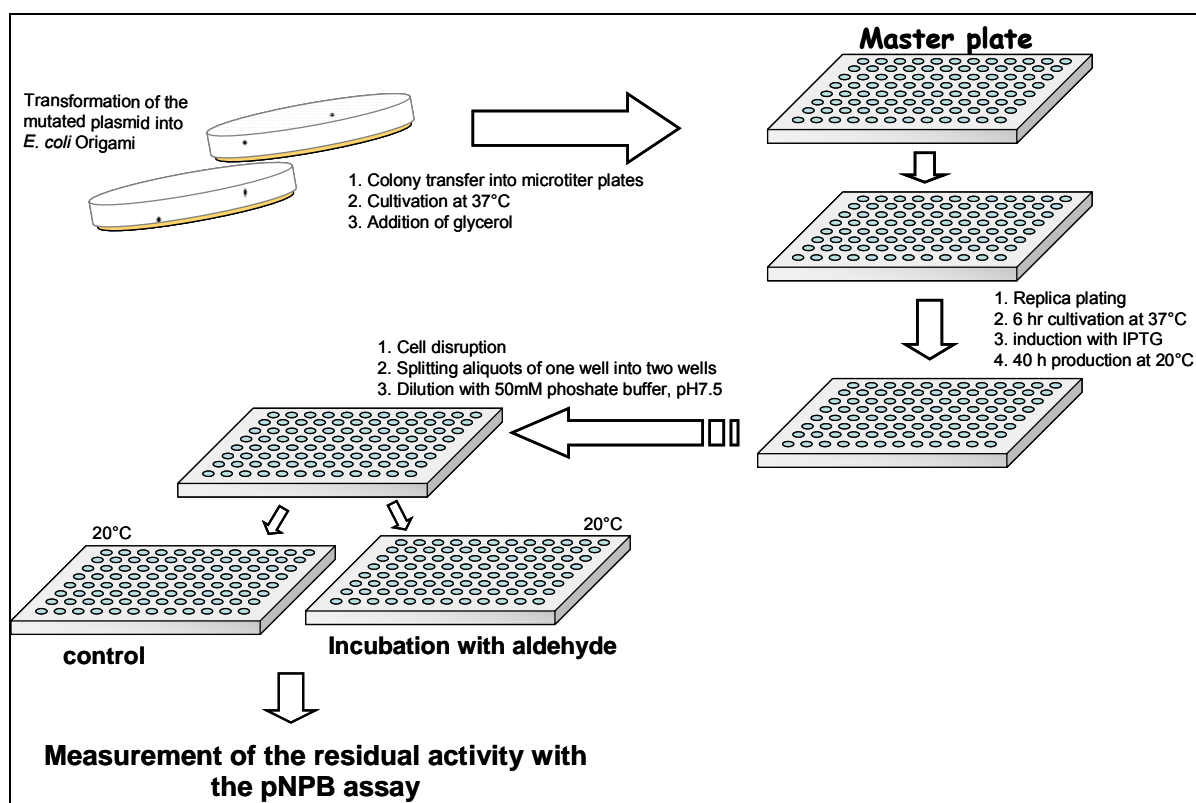 Transformation of the
mutated plasmid into
E. coli Origami
1. Colony transfer into microtiter plates
2. Cultivation at 37°C
3. Addition of glycerol
Master plate
1. Replica plating
2. 6 hr cultivation at 37°C
3. induction with IPTG
4. 40 h production at 20°C
1. Cell disruption
2. Splitting aliquots of one well into two wells
3. Dilution with 50mM phoshate buffer, pH7.5
20°C
20°C
control
Incubation with aldehyde
Measurement of the residual activity with
the pNPB assay